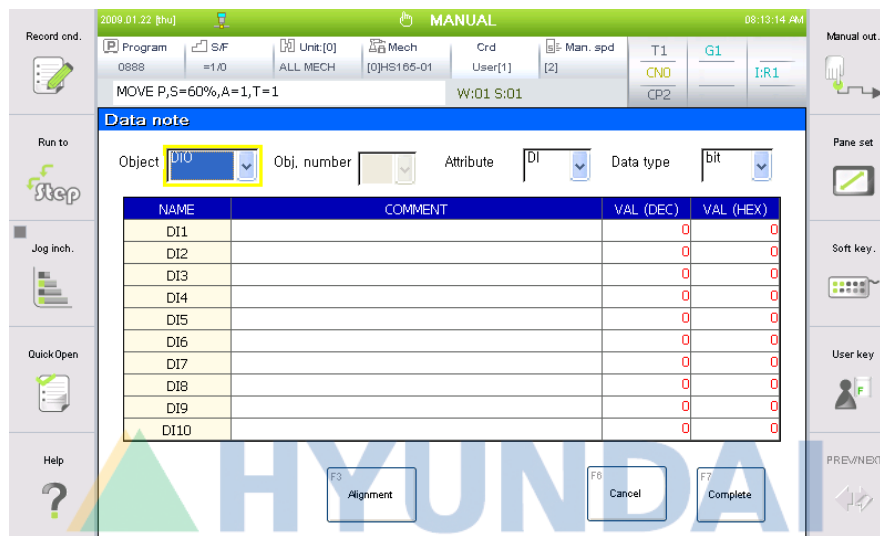 2009.01.22 [thu]
MANUAL
08:13:14 AM
Record cnd.
Manual out.
Program
S/F
Unit:[0]
Mech
Crd
Man. spd
T1
G1
0888
=1/0
ALL MECH
[0]HS165-01
User[1]
[2]
CN0
I:R1
MOVE P,S=60%,A=1,T=1
W:01 S:01
CP2
Data note
Run to
Step
Pane set
Object
DIO
Obj. number
Attribute
DI
Data type
bit
NAME
COMMENT
VAL (DEC)
VAL (HEX)
DI1 0 0
DI2 0 0
DI3 0 0
DI4 0 0
DI5 0 0
DI6 0 0
DI7 0 0
DI8 0 0
DI9 0 0
DI10 0 0
Jog inch.
Soft key.
Quick Open
User key
F
Help
?
PREV/NEXT
F3
Alignment
F6
Cancel
F7
Complete
HYUNDAI